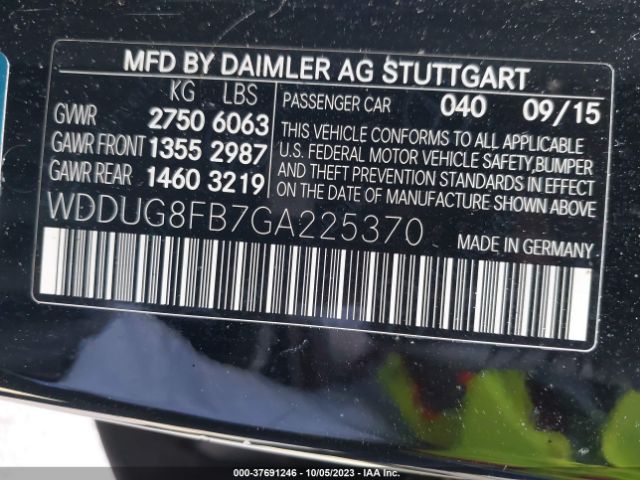 MFD BY DAIMLER AG STUTTGART
KG LBS
GVWR 2750 6063
GAWR FRONT 1355 2987
GAWR REAR 1460 3219
PASSENGER CAR 040 09/15
THIS VEHICLE CONFORMS TO ALL APPLICABLE
U.S. FEDERAL MOTOR VEHICLE SAFETY,BUMPER
AND THEFT PREVENTION STANDARDS IN EFFECT
ON THE DATE OF MANUFACTURE SHOWN ABOVE
WDDUG8FB7GA225370
MADE IN GERMANY
000-37691246 - 10/05/2023 - IAA Inc.